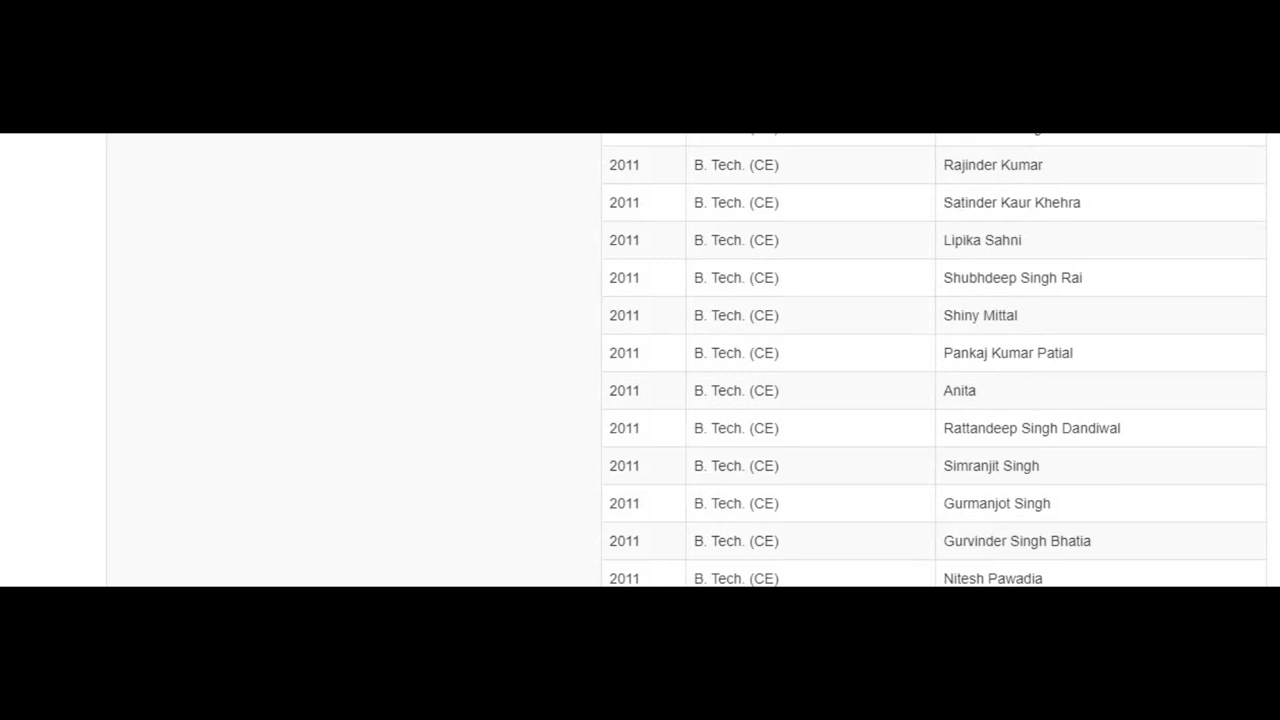 2011 B. Tech. (CE) Rajinder Kumar
2011 B. Tech. (CE) Satinder Kaur Khehra
2011 B. Tech. (CE) Lipika Sahni
2011 B. Tech. (CE) Shubhdeep Singh Rai
2011 B. Tech. (CE) Shiny Mittal
2011 B. Tech. (CE) Pankaj Kumar Patial
2011 B. Tech. (CE) Anita
2011 B. Tech. (CE) Rattandeep Singh Dandiwal
2011 B. Tech. (CE) Simranjit Singh
2011 B. Tech. (CE) Gurmanjot Singh
2011 B. Tech. (CE) Gurvinder Singh Bhatia
2011 B. Tech. (CE) Nitesh Pawadia